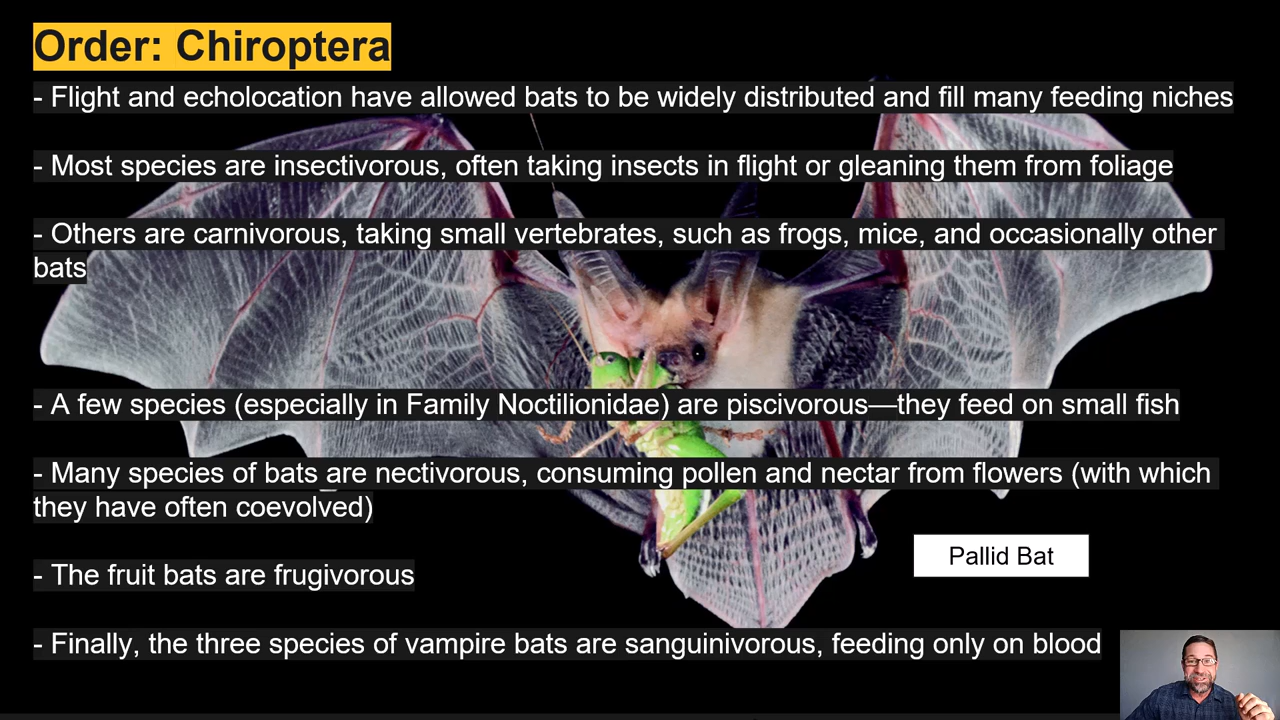 Order: Chiroptera
- Flight and echolocation have allowed bats to be widely distributed and fill many feeding niches
- Most species are insectivorous, often taking insects in flight or gleaning them from foliage
- Others are carnivorous, taking small vertebrates, such as frogs, mice, and occasionally other
bats
- A few species (especially in Family Noctilionidae) are piscivorous—they feed on small fish
- Many species of bats are nectivorous, consuming pollen and nectar from flowers (with which
they have often coevolved)
Pallid Bat
- The fruit bats are frugivorous
- Finally, the three species of vampire bats are sanguinivorous, feeding only on blood